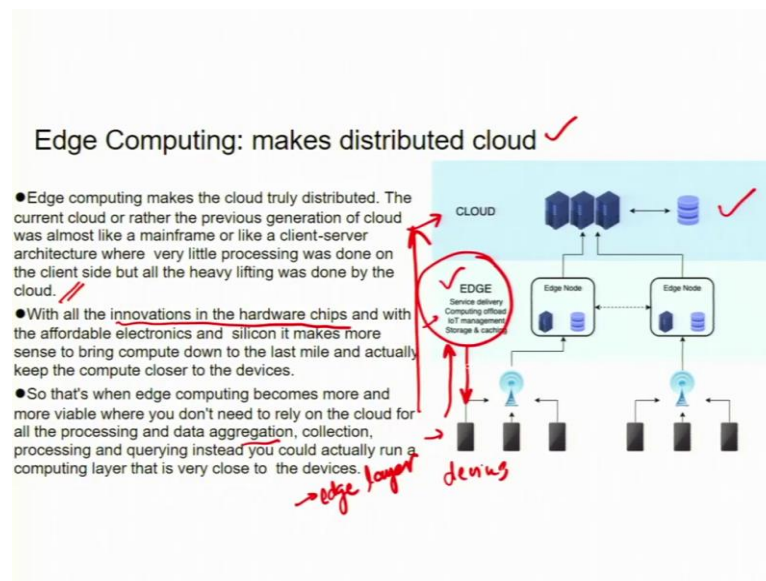 Edge Computing: makes distributed cloud
●Edge computing makes the cloud truly distributed. The
current cloud or rather the previous generation of cloud
was almost like a mainframe or like a client-server
architecture where very little processing was done on
the client side but all the heavy lifting was done by the
cloud.
●With all the innovations in the hardware chips and with
the affordable electronics and silicon it makes more
sense to bring compute down to the last mile and actually
keep the compute closer to the devices.
●So that's when edge computing becomes more and
more viable where you don't need to rely on the cloud for
all the processing and data aggregation, collection,
processing and querying instead you could actually run a
computing layer that is very close to the devices.
edge layer
CLOUD
EDGE
Service delivery
Computing offload
IoT management
Storage & caching
Edge Node
Edge Node
devices